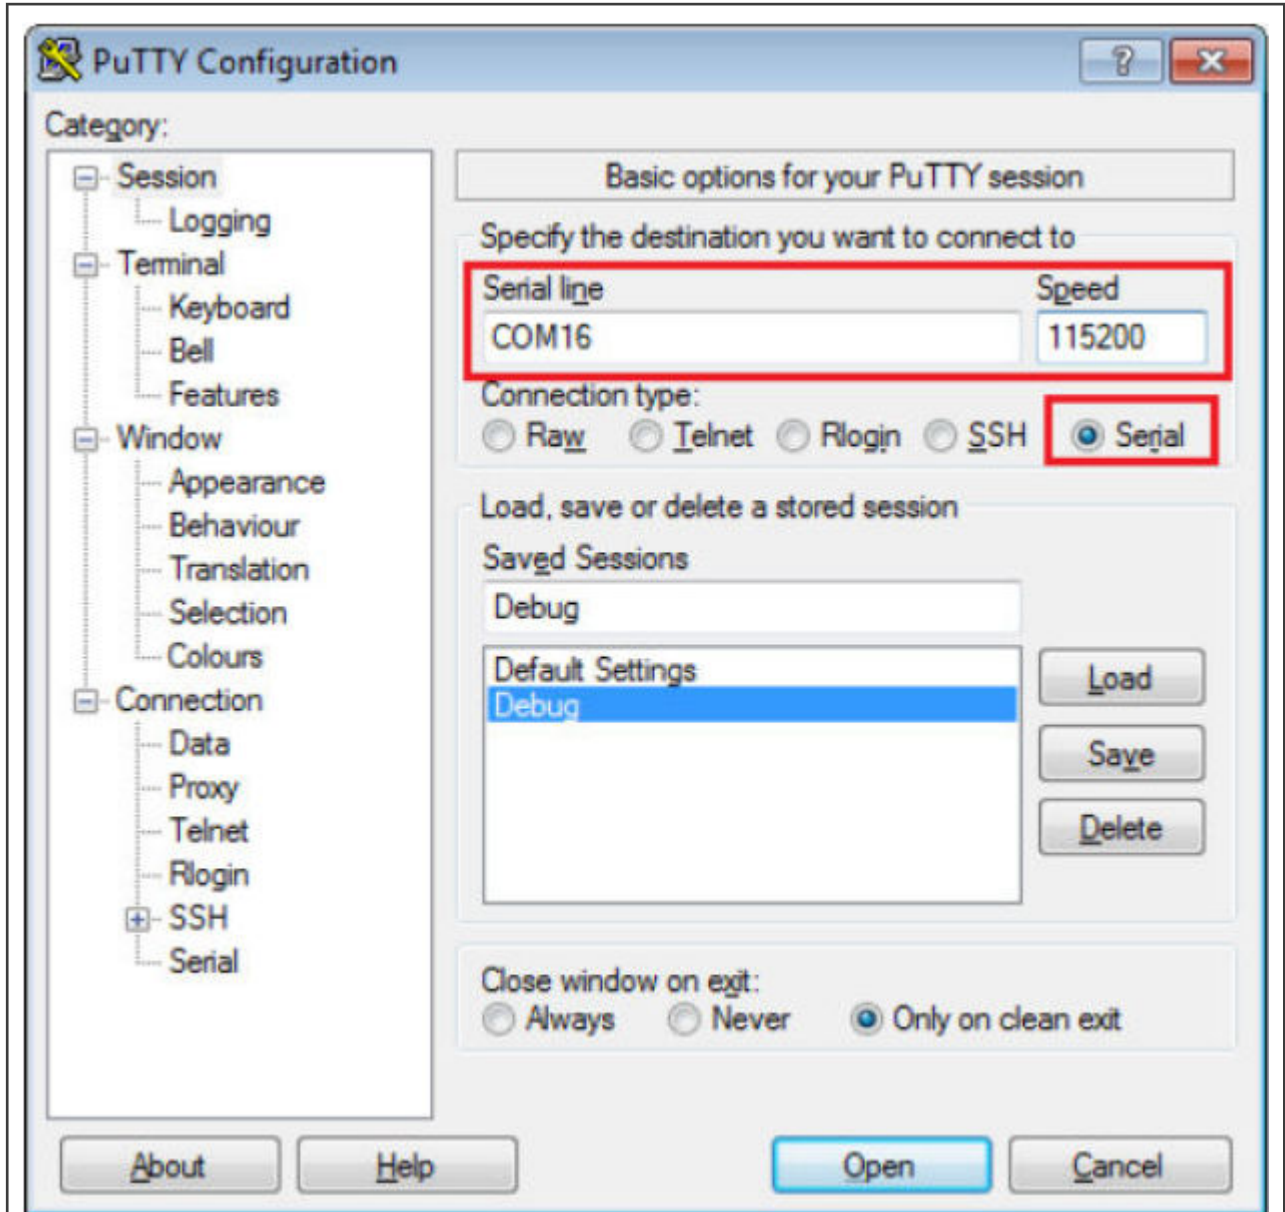 PuTTY Configuration
Category:
Session
Logging
Terminal
Keyboard
Bell
Features
Window
Appearance
Behaviour
Translation
Selection
Colours
Connection
Data
Proxy
Telnet
Rlogin
SSH
Serial
Basic options for your PuTTY session
Specify the destination you want to connect to
Serial line Speed
COM16 115200
Connection type:
Raw Telnet Rlogin SSH Serial
Load, save or delete a stored session
Saved Sessions
Debug
Default Settings
Debug
Load
Save
Delete
Close window on exit:
Always Never Only on clean exit
About Help Open Cancel